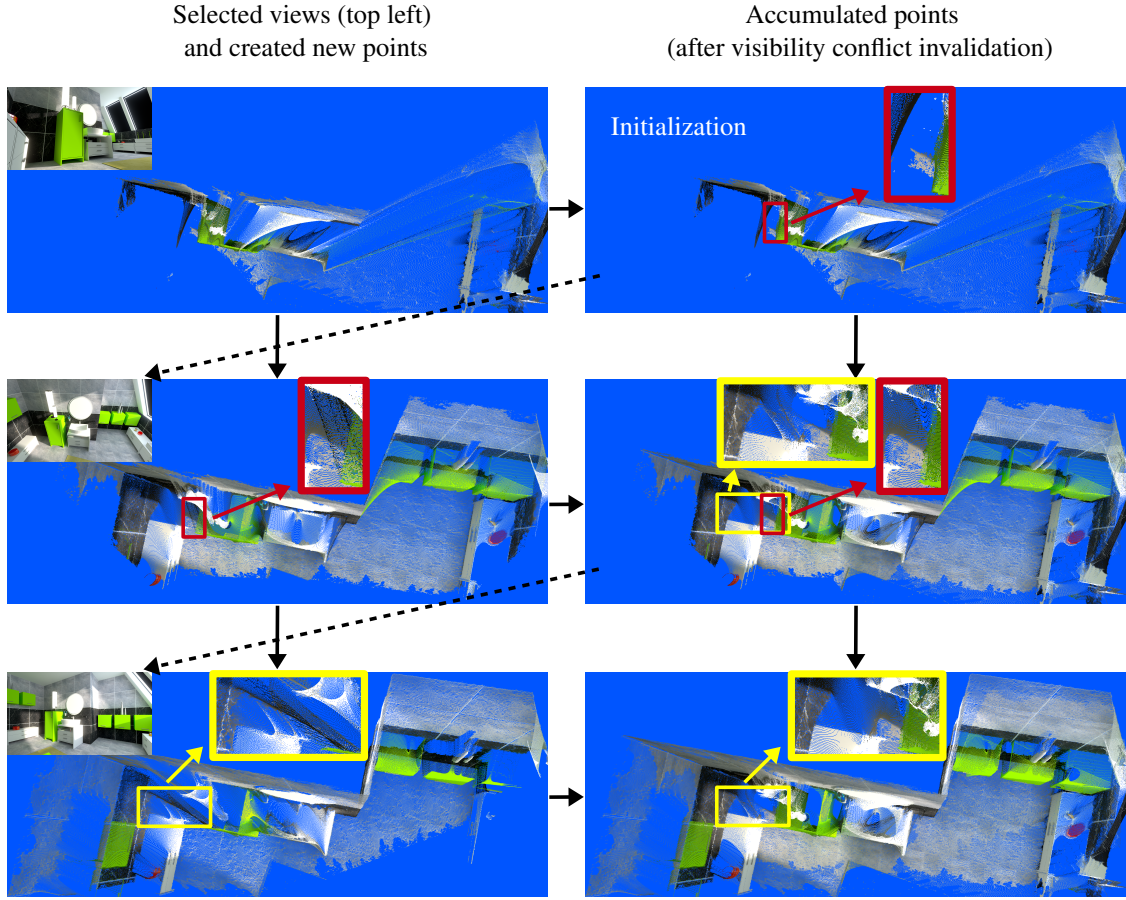 Selected views (top left)
and created new points
Accumulated points
(after visibility conflict invalidation)
Initialization